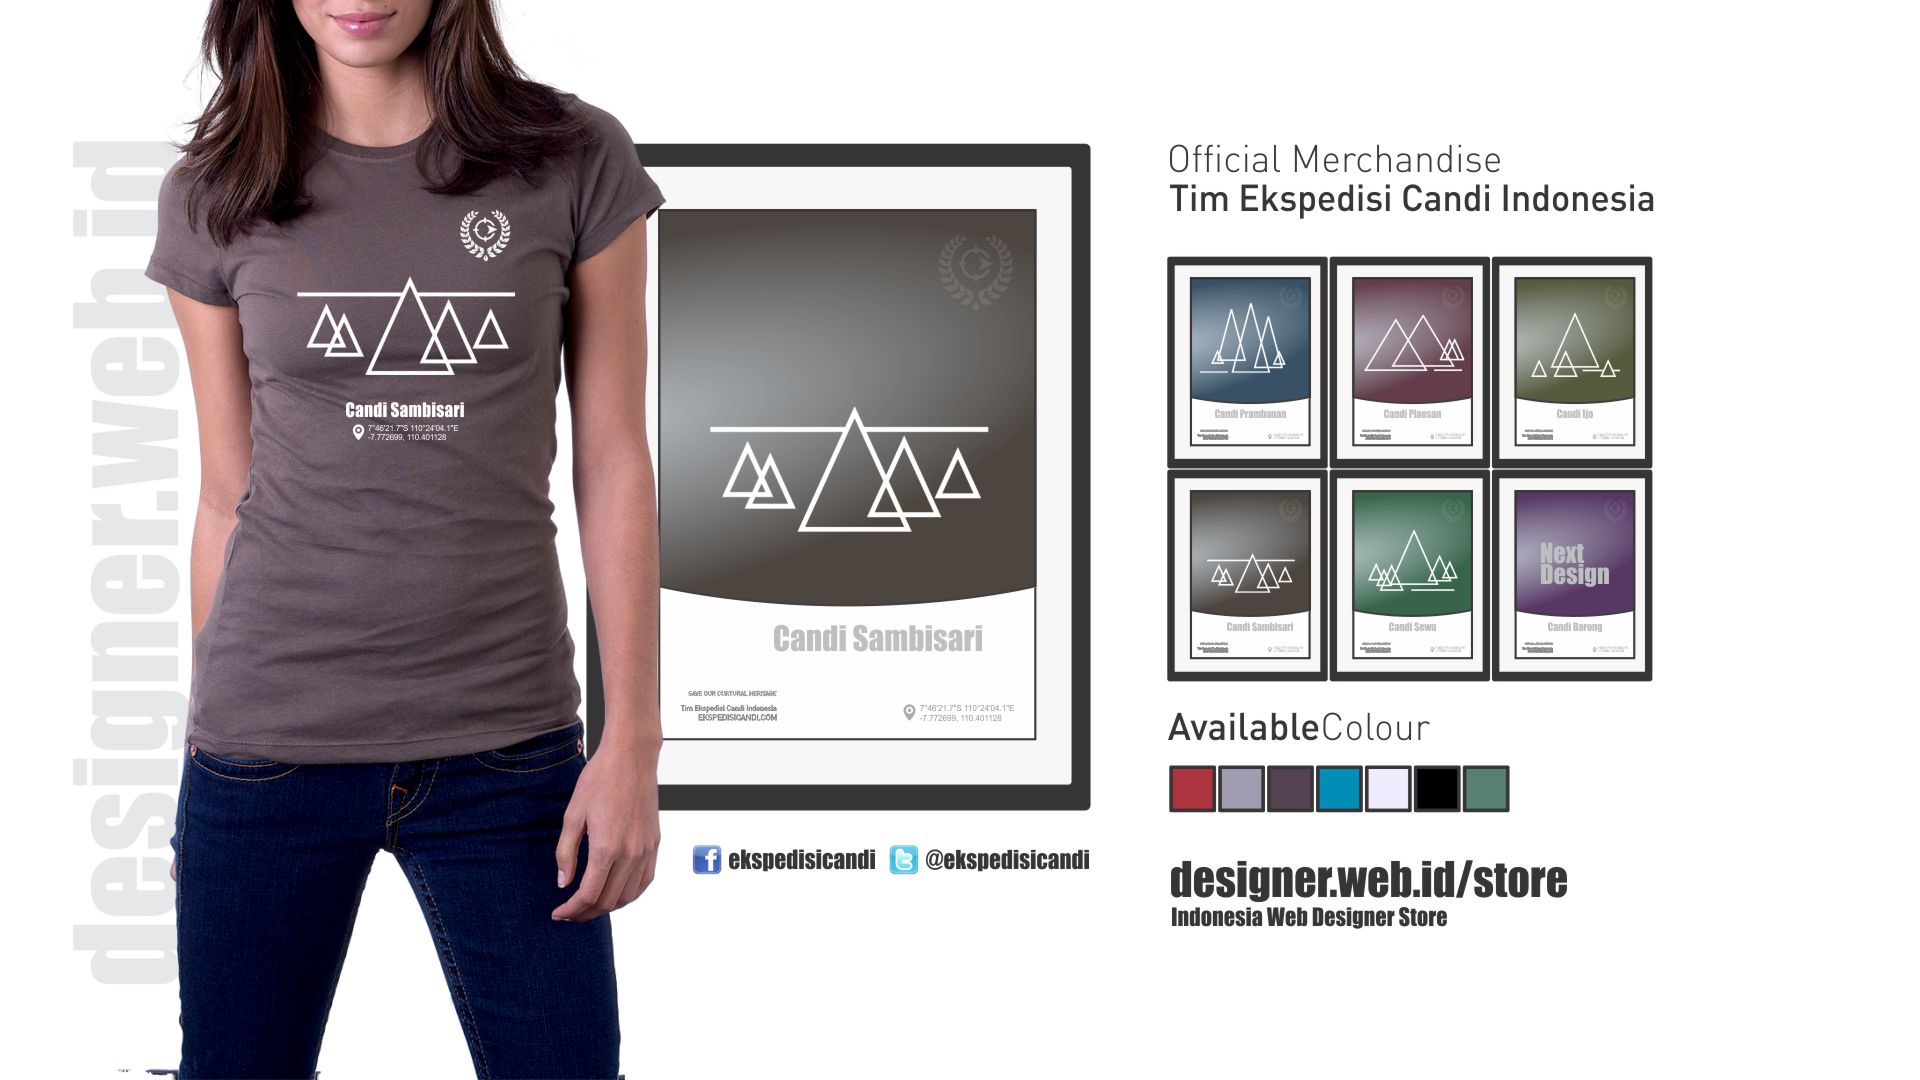 designer.web.id
Candi Sambisari
7°46'21.7"S 110°24'04.1"E
-7.772699, 110.401128
Candi Sambisari
SAVE OUR CURTURAL HERITAGE
Tim Ekspedisi Candi Indonesia
EKSPEDISICANDI.COM
7°46'21.7"S 110°24'04.1"E
-7.772699, 110.401128
ekspedisicandi
@ekspedisicandi
Official Merchandise
Tim Ekspedisi Candi Indonesia
Candi Prambanan
Candi Plaosan
Candi Ijo
Candi Sambisari
Candi Sewu
Next
Design
Candi Barong
AvailableColour
designer.web.id/store
Indonesia Web Designer Store